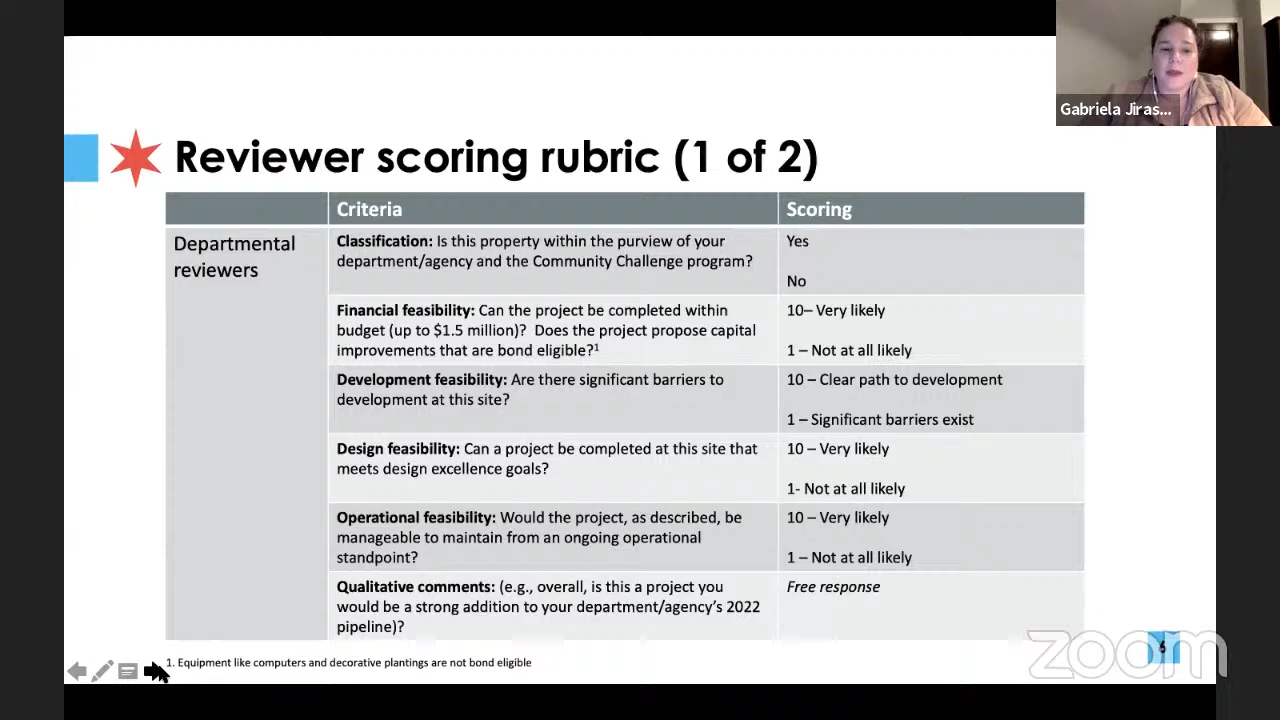 Gabriela Jiras...
Reviewer scoring rubric (1 of 2)
Criteria
Scoring
Departmental
reviewers
Classification: Is this property within the purview of your
department/agency and the Community Challenge program?
Yes
No
Financial feasibility: Can the project be completed within
budget (up to $1.5 million)? Does the project propose capital
improvements that are bond eligible?¹
10– Very likely
1 – Not at all likely
Development feasibility: Are there significant barriers to
development at this site?
10 – Clear path to development
1 – Significant barriers exist
Design feasibility: Can a project be completed at this site that
meets design excellence goals?
10 – Very likely
1- Not at all likely
Operational feasibility: Would the project, as described, be
manageable to maintain from an ongoing operational
standpoint?
10 – Very likely
1 – Not at all likely
Qualitative comments: (e.g., overall, is this a project you
would be a strong addition to your department/agency’s 2022
pipeline)?
Free response
1. Equipment like computers and decorative plantings are not bond eligible
6
zoom